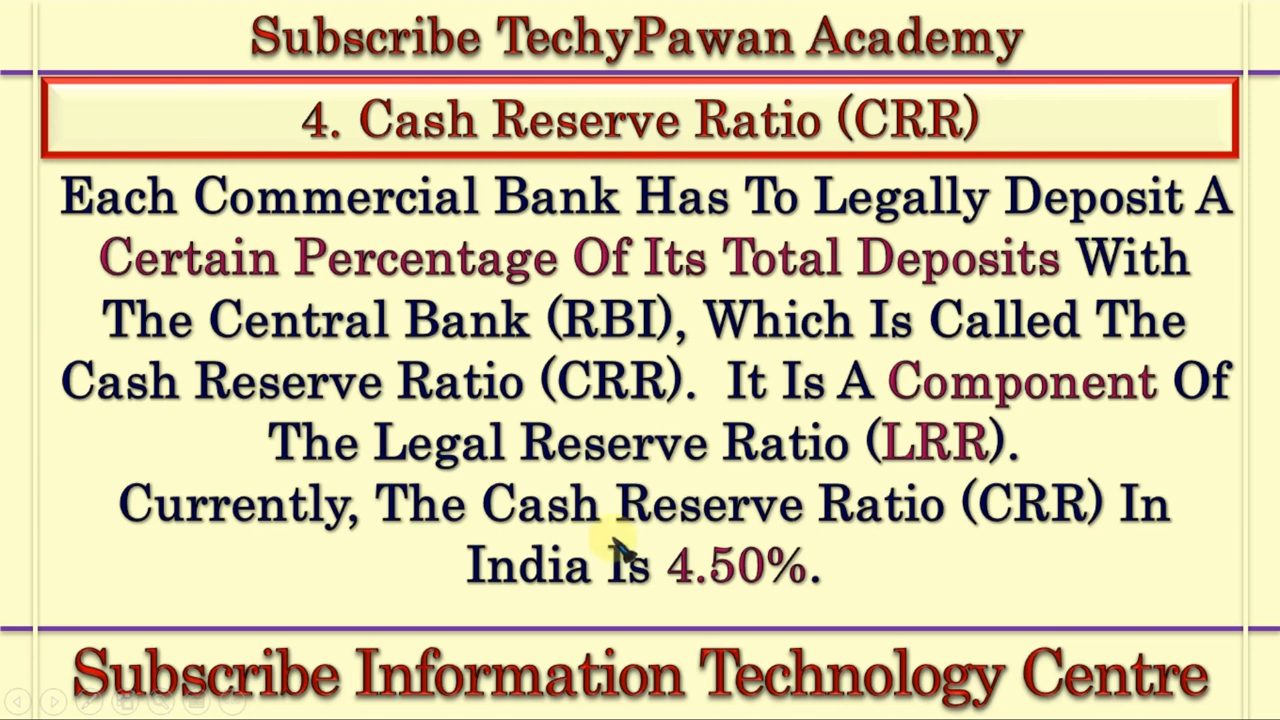 Subscribe TechyPawan Academy
4. Cash Reserve Ratio (CRR)
Each Commercial Bank Has To Legally Deposit A
Certain Percentage Of Its Total Deposits With
The Central Bank (RBI), Which Is Called The
Cash Reserve Ratio (CRR).  It Is A Component Of
The Legal Reserve Ratio (LRR).
Currently, The Cash Reserve Ratio (CRR) In
India Is 4.50%.
Subscribe Information Technology Centre